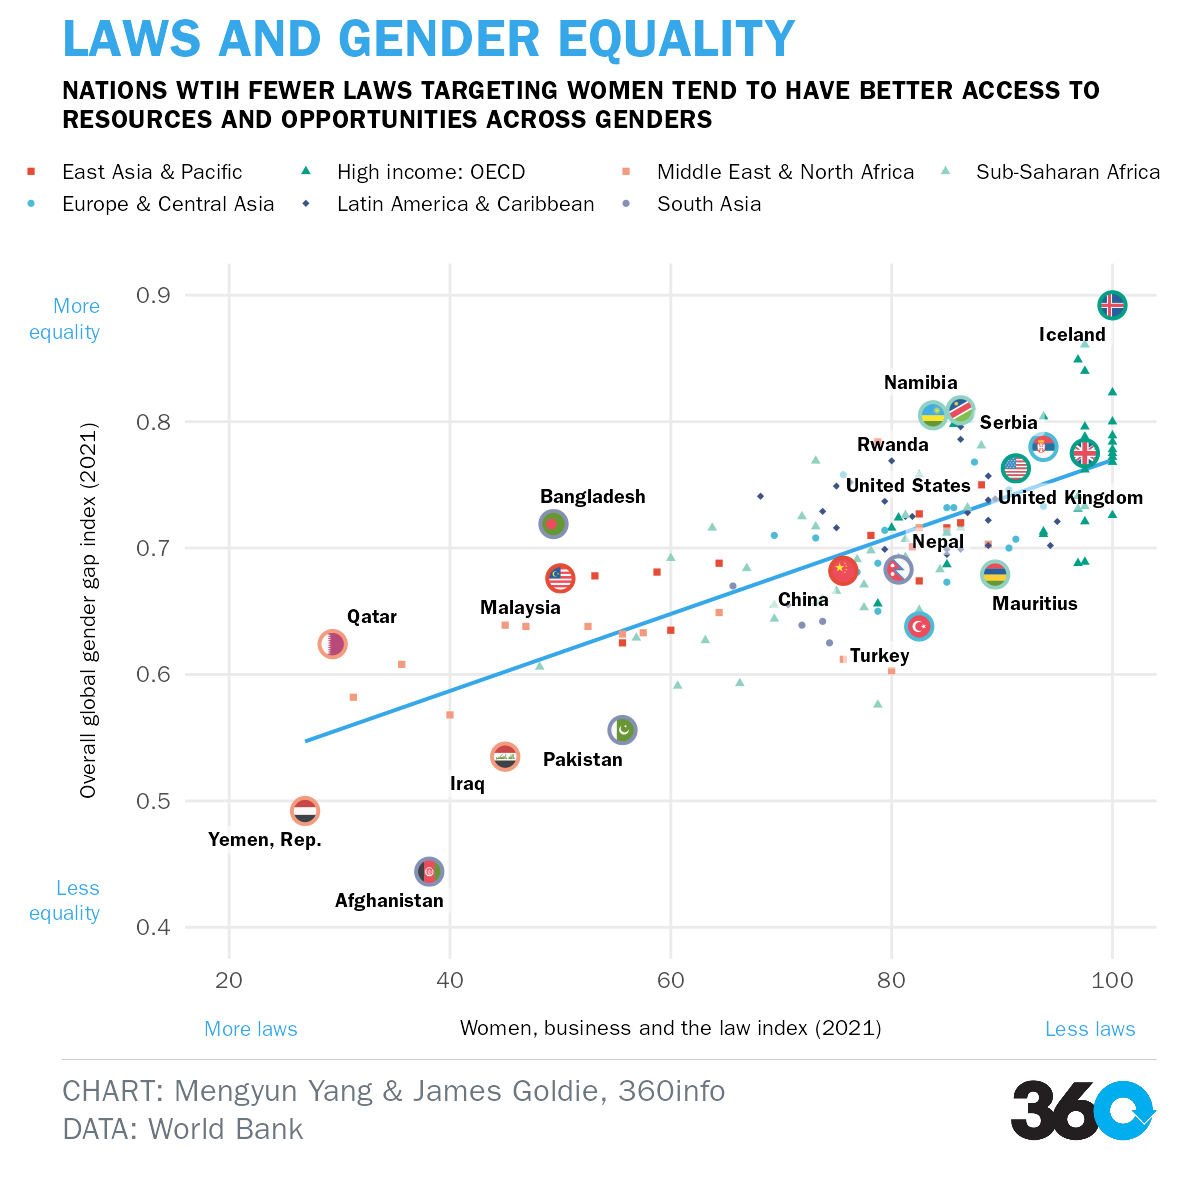 LAWS AND GENDER EQUALITY
NATIONS WTIH FEWER LAWS TARGETING WOMEN TEND TO HAVE BETTER ACCESS TO
RESOURCES AND OPPORTUNITIES ACROSS GENDERS
East Asia & Pacific
High income: OECD
Middle East & North Africa
Sub-Saharan Africa
Europe & Central Asia
Latin America & Caribbean
South Asia
More
equality
0.9
0.8
0.7
0.6
0.5
0.4
Less
equality
Overall global gender gap index (2021)
Iceland
Namibia
Serbia
Rwanda
United States
United Kingdom
Bangladesh
Nepal
Malaysia
China
Mauritius
Qatar
Turkey
Pakistan
Iraq
Yemen, Rep.
Afghanistan
20
40
60
80
100
More laws
Women, business and the law index (2021)
Less laws
CHART: Mengyun Yang & James Goldie, 360info
DATA: World Bank
360